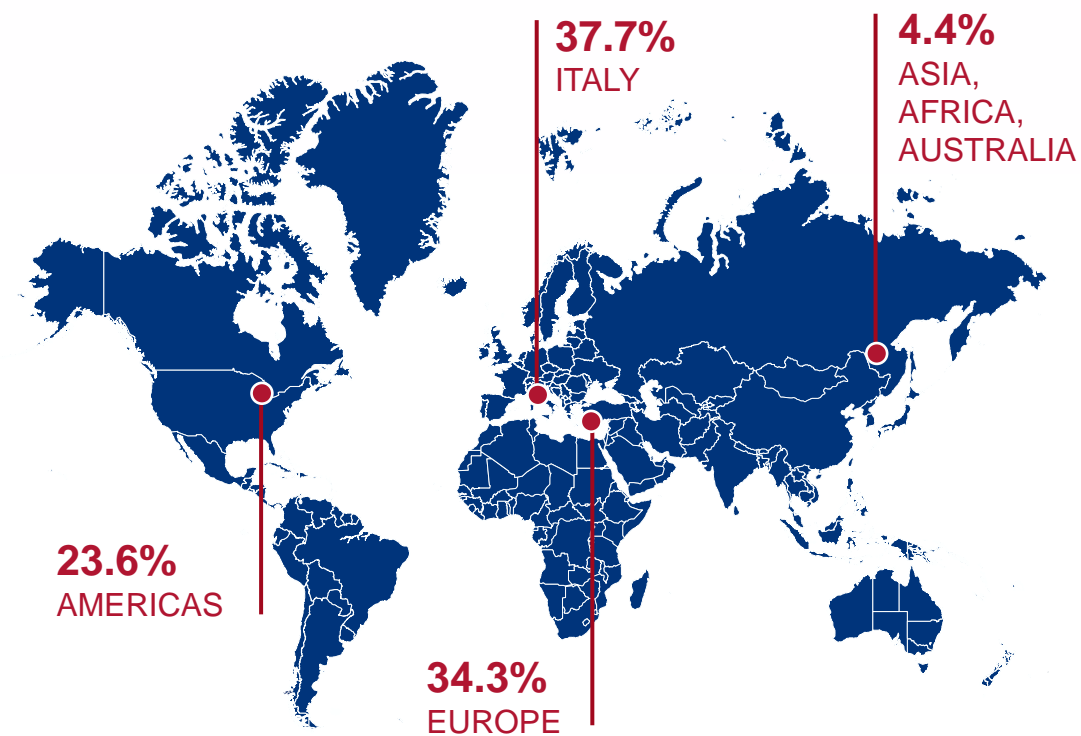 37.7%
ITALY
4.4%
ASIA,
AFRICA,
AUSTRALIA
23.6%
AMERICAS
34.3%
EUROPE